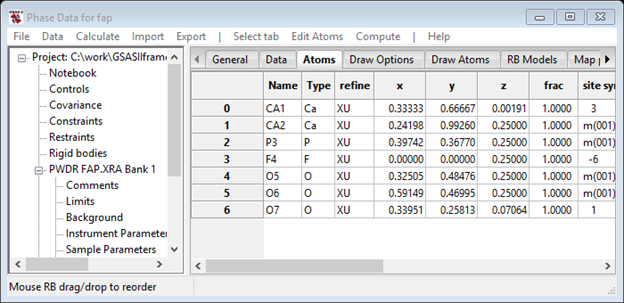 Phase Data for fap
File Data Calculate Import Export | Select tab Edit Atoms Compute | Help
Project: C:\work\GSASIIframe
Notebook
Controls
Covariance
Constraints
Restraints
Rigid bodies
PWDR FAP.XRA Bank 1
Comments
Limits
Background
Instrument Parameter
Sample Parameters
General Data Atoms Draw Options Draw Atoms RB Models Map p
Name Type refine x y z frac site syn
0 CA1 Ca XU 0.33333 0.66667 0.00191 1.0000 3
1 CA2 Ca XU 0.24198 0.99260 0.25000 1.0000 m(001)
2 P3 P XU 0.39742 0.36770 0.25000 1.0000 m(001)
3 F4 F XU 0.00000 0.00000 0.25000 1.0000 -6
4 O5 O XU 0.32505 0.48476 0.25000 1.0000 m(001)
5 O6 O XU 0.59149 0.46995 0.25000 1.0000 m(001)
6 O7 O XU 0.33951 0.25813 0.07064 1.0000 1
Mouse RB drag/drop to reorder